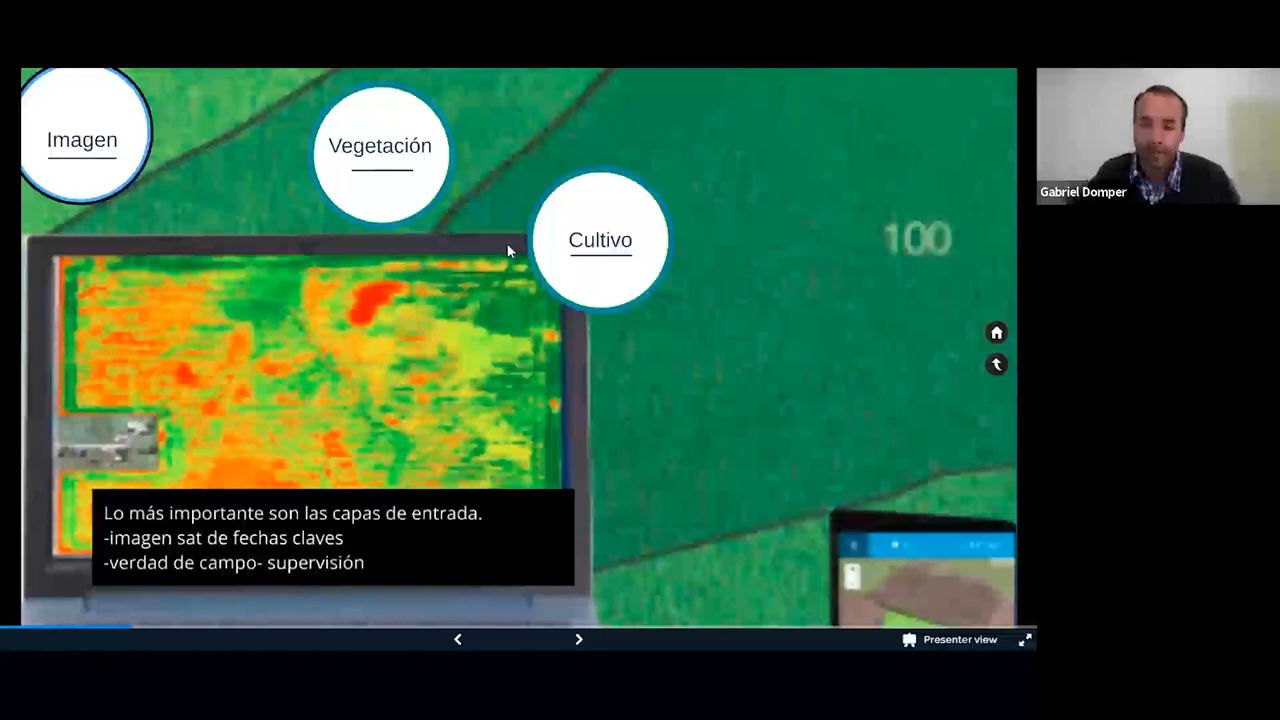 Imagen
Vegetación
Cultivo
100
Gabriel Domper
Lo más importante son las capas de entrada.
-imagen sat de fechas claves
-verdad de campo- supervisión
Presenter view